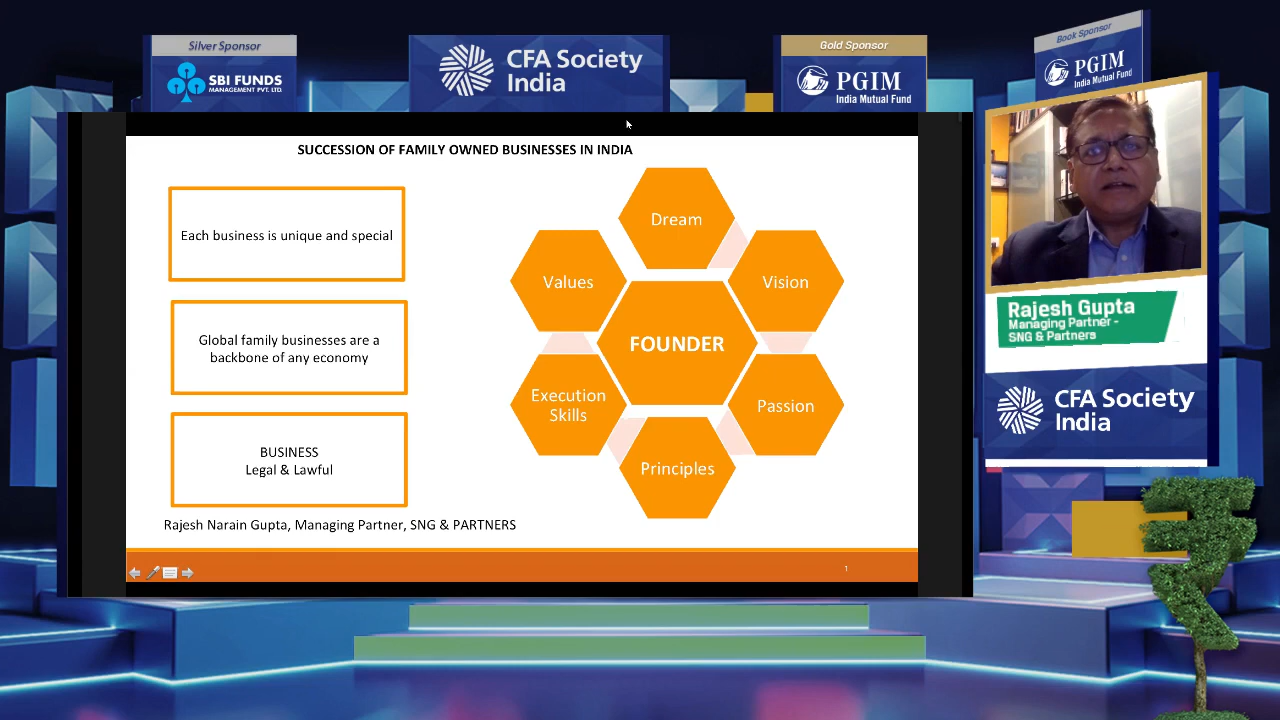 Silver Sponsor
SBI FUNDS
MANAGEMENT PVT. LTD.
CFA Society
India
Gold Sponsor
PGIM
India Mutual Fund
Book Sponsor
PGIM
India Mutual Fund
SUCCESSION OF FAMILY OWNED BUSINESSES IN INDIA
Each business is unique and special
Global family businesses are a
backbone of any economy
BUSINESS
Legal & Lawful
Dream
Values
Vision
FOUNDER
Execution
Skills
Passion
Principles
Rajesh Narain Gupta, Managing Partner, SNG & PARTNERS
1
Rajesh Gupta
Managing Partner -
SNG & Partners
CFA Society
India